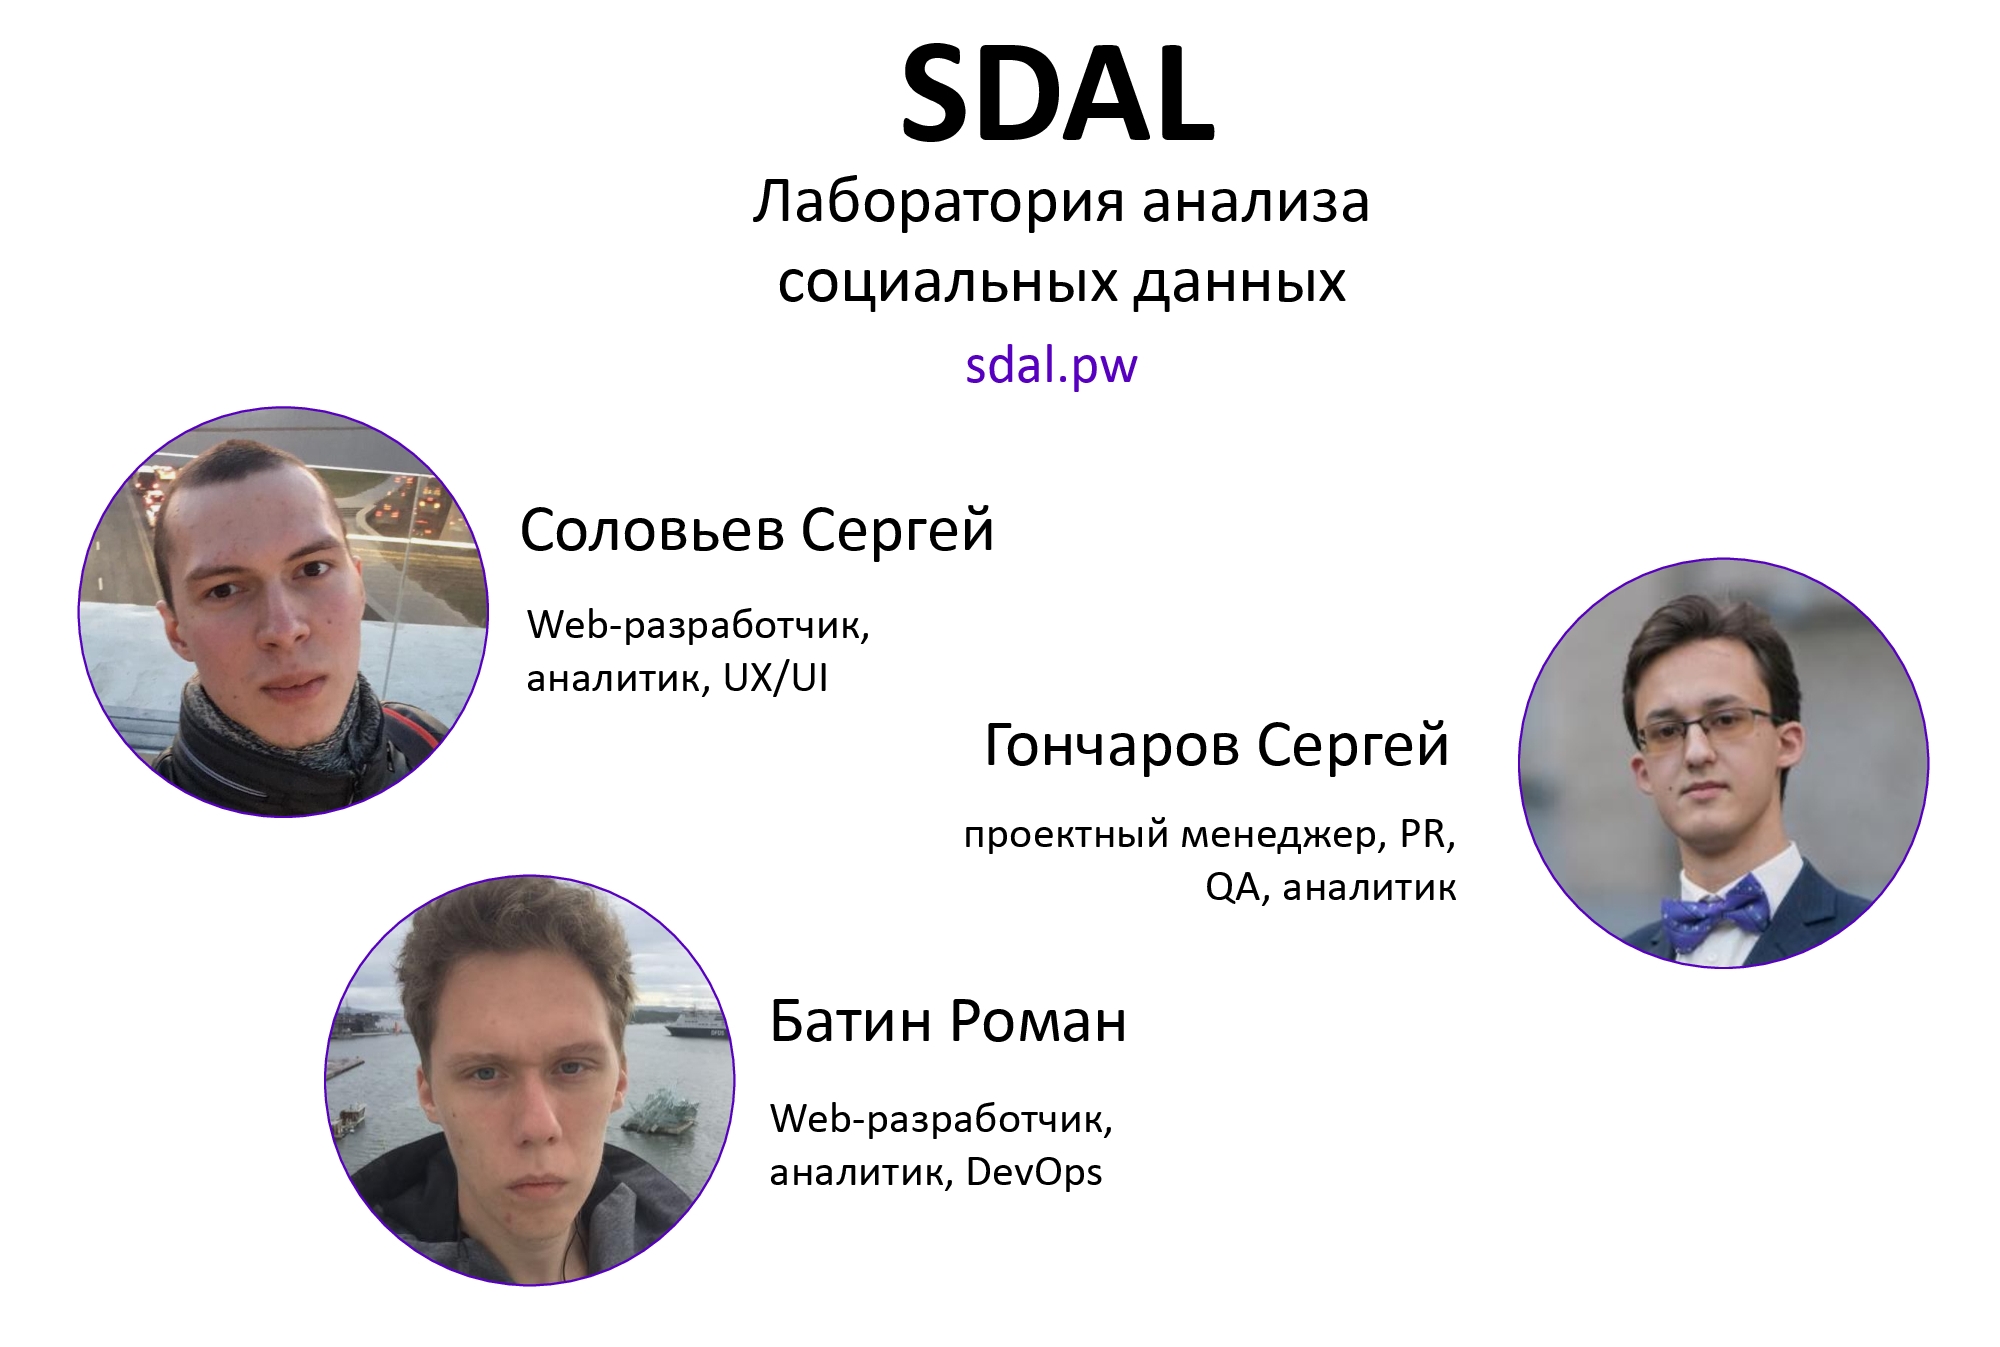 SDAL
Лаборатория анализа
социальных данных
sdal.pw
Соловьев Сергей
Web-разработчик,
аналитик, UX/UI
Гончаров Сергей
проектный менеджер, PR,
QA, аналитик
Батин Роман
Web-разработчик,
аналитик, DevOps